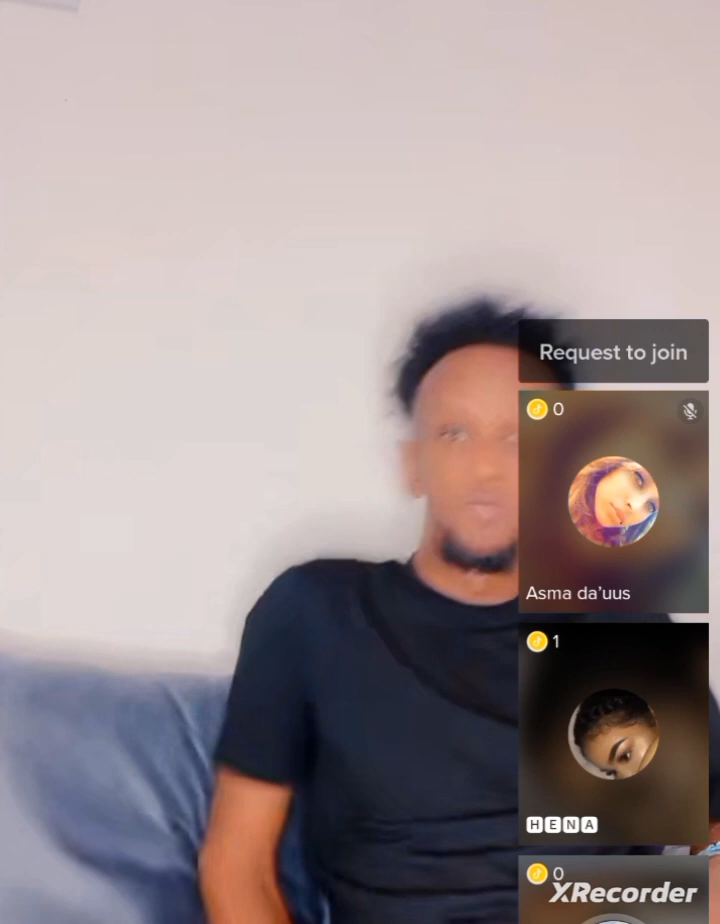 Request to join
0
Asma da’uus
1
HENA
0
XRecorder